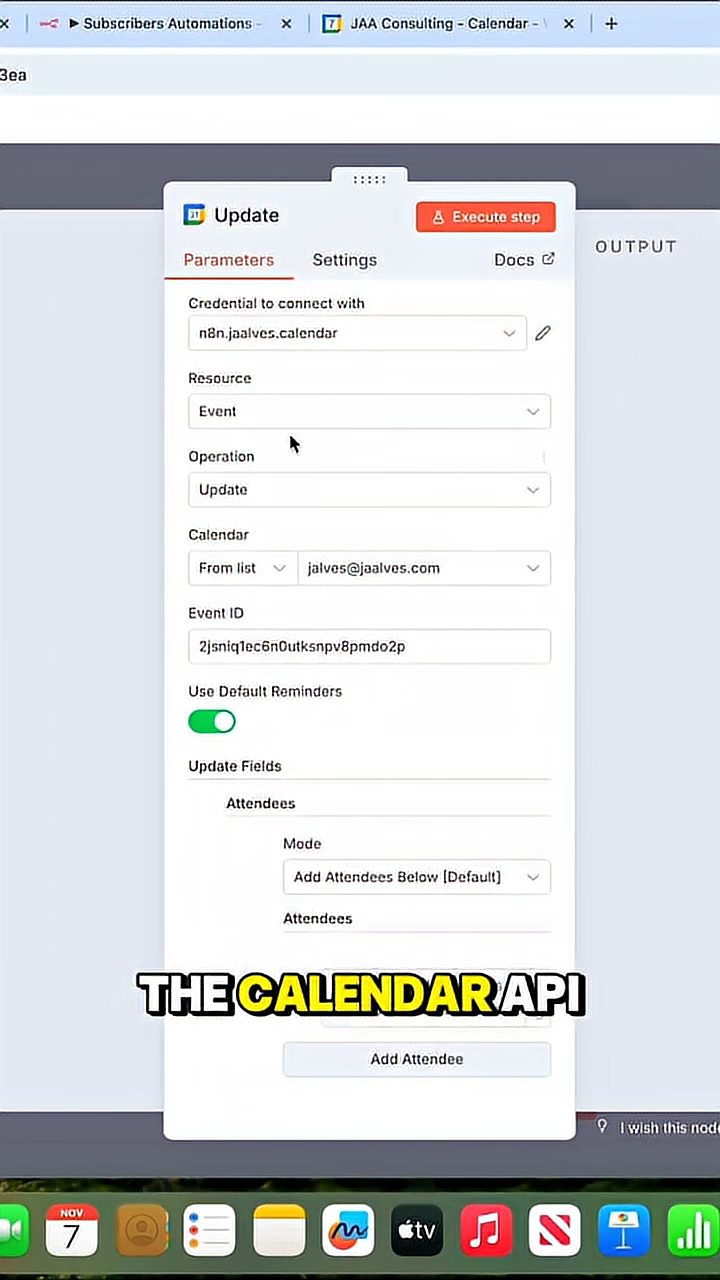 Subscribers Automations -
JAA Consulting - Calendar -
3ea
Update
Execute step
OUTPUT
Parameters
Settings
Docs
Credential to connect with
n8n.jaalves.calendar
Resource
Event
Operation
Update
Calendar
From list
jalves@jaalves.com
Event ID
2jsniq1ec6n0utksnpv8pmdo2p
Use Default Reminders
Update Fields
Attendees
Mode
Add Attendees Below [Default]
Attendees
THE CALENDAR API
Add Attendee
I wish this node
NOV
7
tv